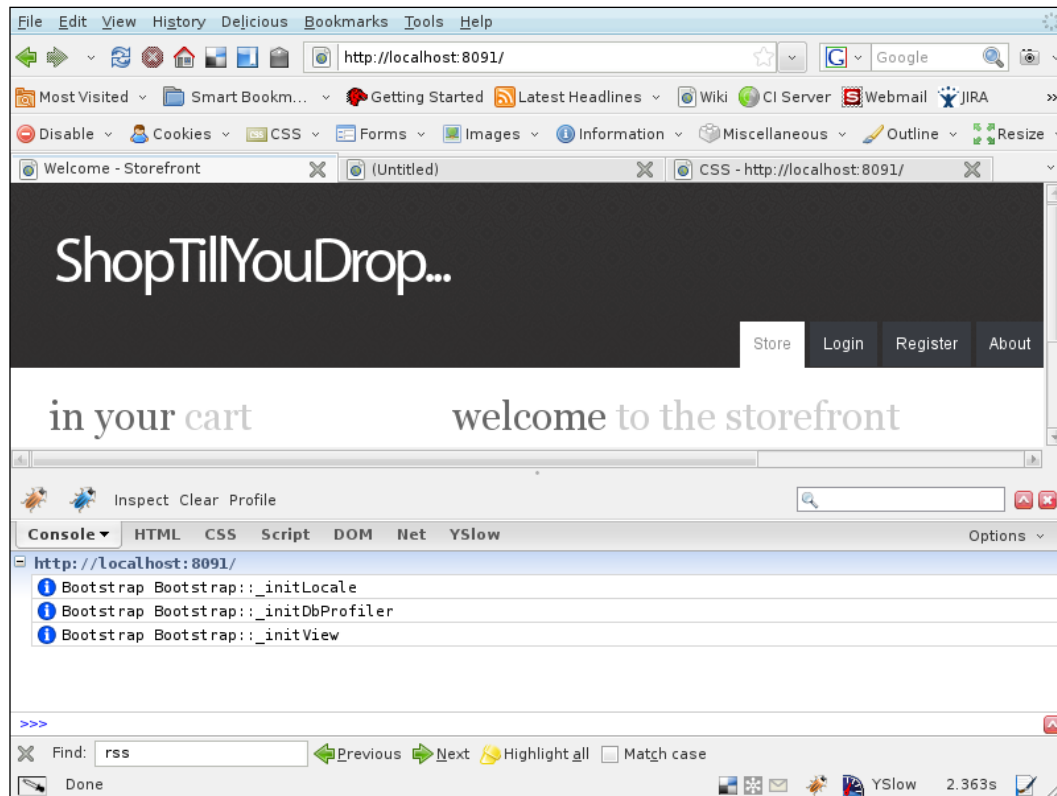 File Edit View History Delicious Bookmarks Tools Help
http://localhost:8091/ G Google
Most Visited Smart Bookm... Getting Started Latest Headlines Wiki CI Server Webmail JIRA »
Disable Cookies CSS Forms Images Information Miscellaneous Outline Resize
Welcome - Storefront (Untitled) CSS - http://localhost:8091/
ShopTillYouDrop...
Store Login Register About
in your cart welcome to the storefront
Inspect Clear Profile
Console HTML CSS Script DOM Net YSlow Options
http://localhost:8091/
Bootstrap Bootstrap::_initLocale
Bootstrap Bootstrap::_initDbProfiler
Bootstrap Bootstrap::_initView
>>>
Find: rss Previous Next Highlight all Match case
Done YSlow 2.363s